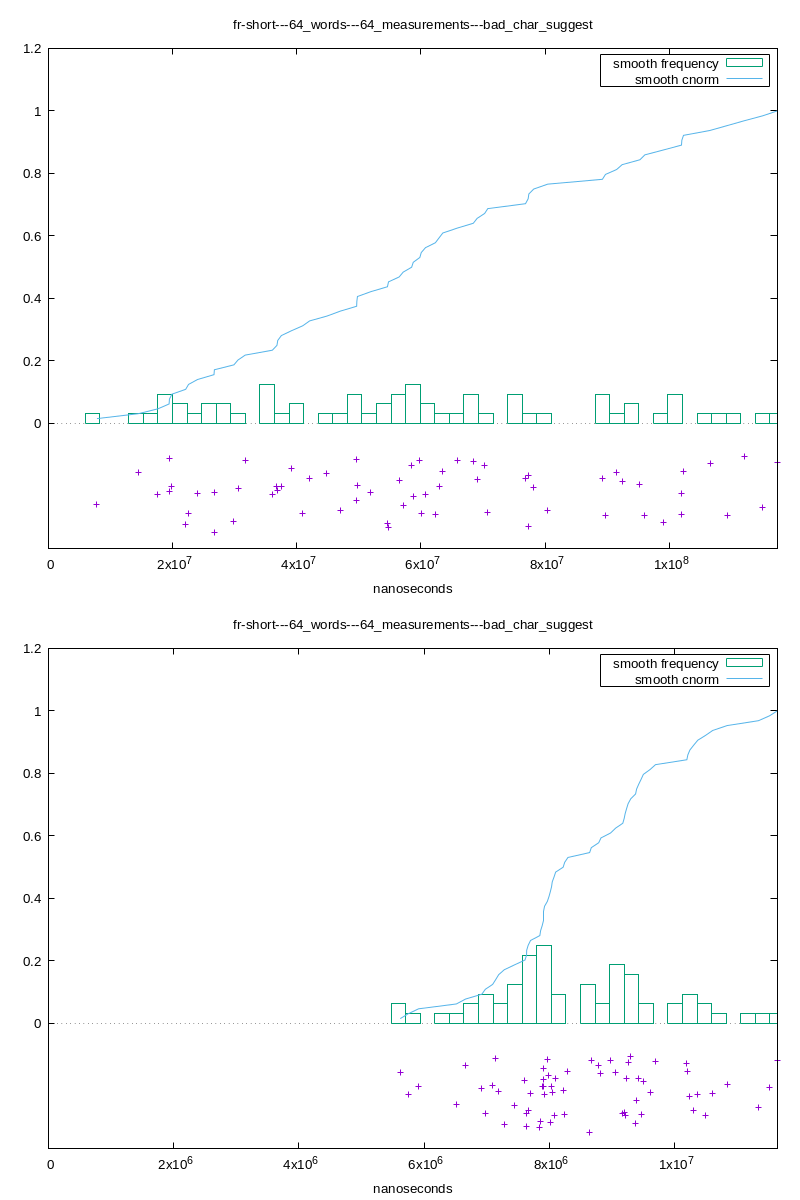 fr-short---64_words---64_measurements---bad_char_suggest
1.2
smooth frequency
smooth cnorm
1
0.8
0.6
0.4
0.2
0
0 2x10^7 4x10^7 6x10^7 8x10^7 1x10^8
nanoseconds
fr-short---64_words---64_measurements---bad_char_suggest
1.2
smooth frequency
smooth cnorm
1
0.8
0.6
0.4
0.2
0
0 2x10^6 4x10^6 6x10^6 8x10^6 1x10^7
nanoseconds